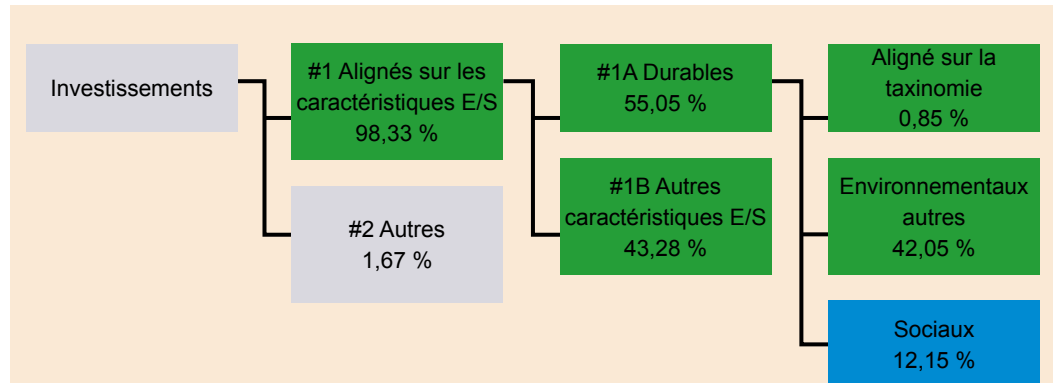 Investissements
#1 Alignés sur les
caractéristiques E/S
98,33 %
#2 Autres
1,67 %
#1A Durables
55,05 %
#1B Autres
caractéristiques E/S
43,28 %
Aligné sur la
taxinomie
0,85 %
Environnementaux
autres
42,05 %
Sociaux
12,15 %